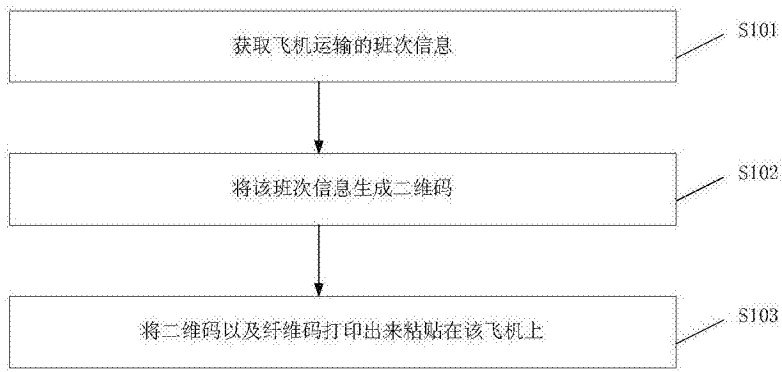 获取飞机运输的班次信息
S101
将该班次信息生成二维码
S102
将二维码以及纤维码打印出来粘贴在该飞机上
S103